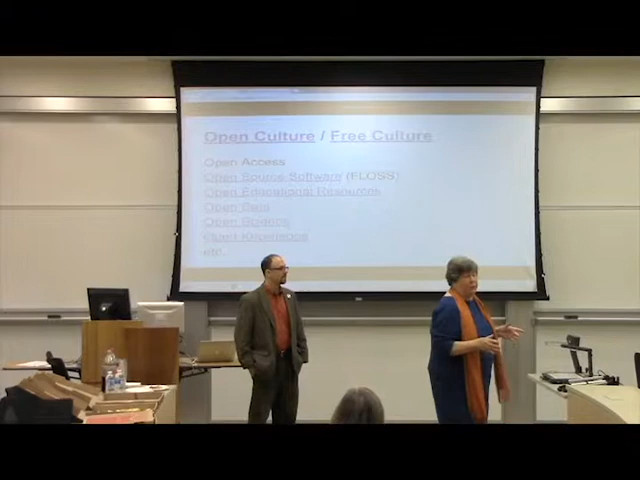 Open Culture / Free Culture
Open Access
Open Source Software (FLOSS)
Open Educational Resources
Open Data
Open Science
Open Knowledge
etc.